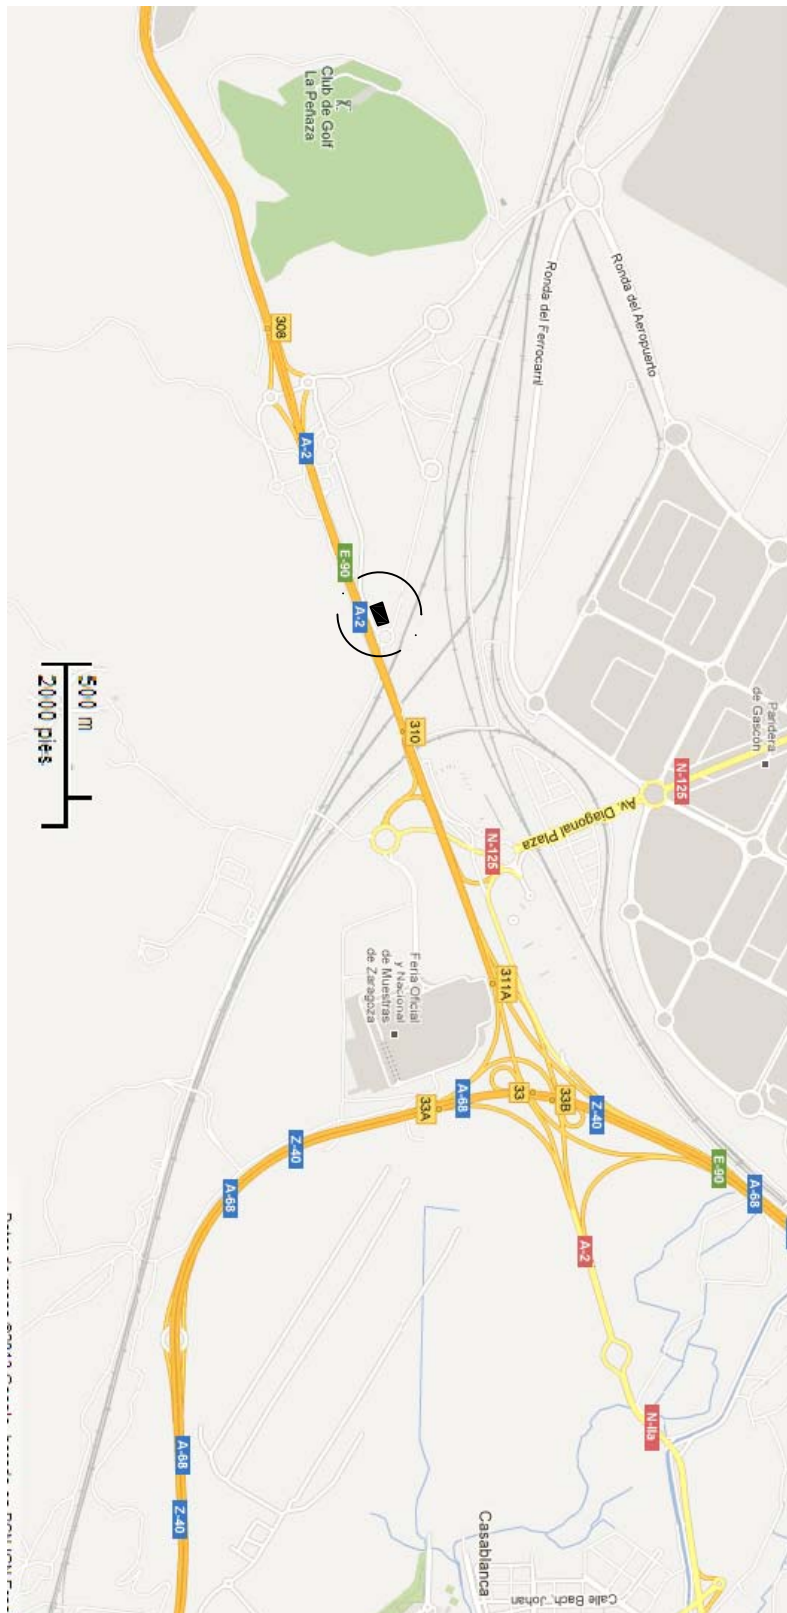 Club de Golf
La Peñaza
Ronda del Aeropuerto
Ronda del Ferrocarril
308
A-2
E-90
A-2
500 m
2000 pies
310
Pandera
de Gascón
N-125
Av. Diagonal Plaza
N-125
Feria Oficial
y Nacional
de Muestras
de Zaragoza
311A
33A
A-68
33
33B
Z-40
E-90
A-68
Z-40
A-68
A-2
N-IIa
A-68
Z-40
Casablanca
Calle Bach, Johan